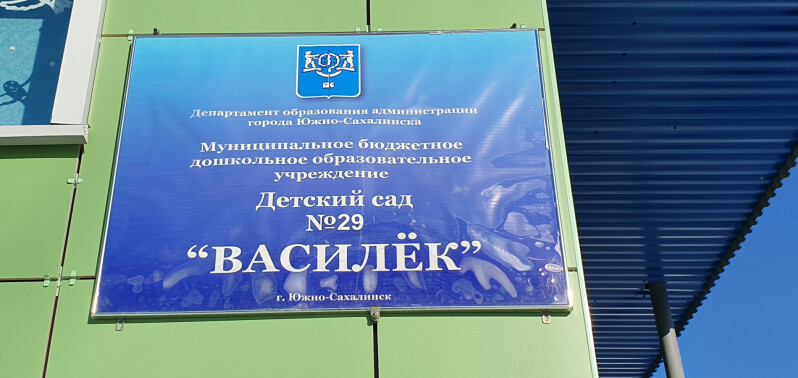 Департамент образования администрации
города Южно-Сахалинска
Муниципальное бюджетное
дошкольное образовательное
учреждение
Детский сад
№29
“ВАСИЛЁК”
г. Южно-Сахалинск